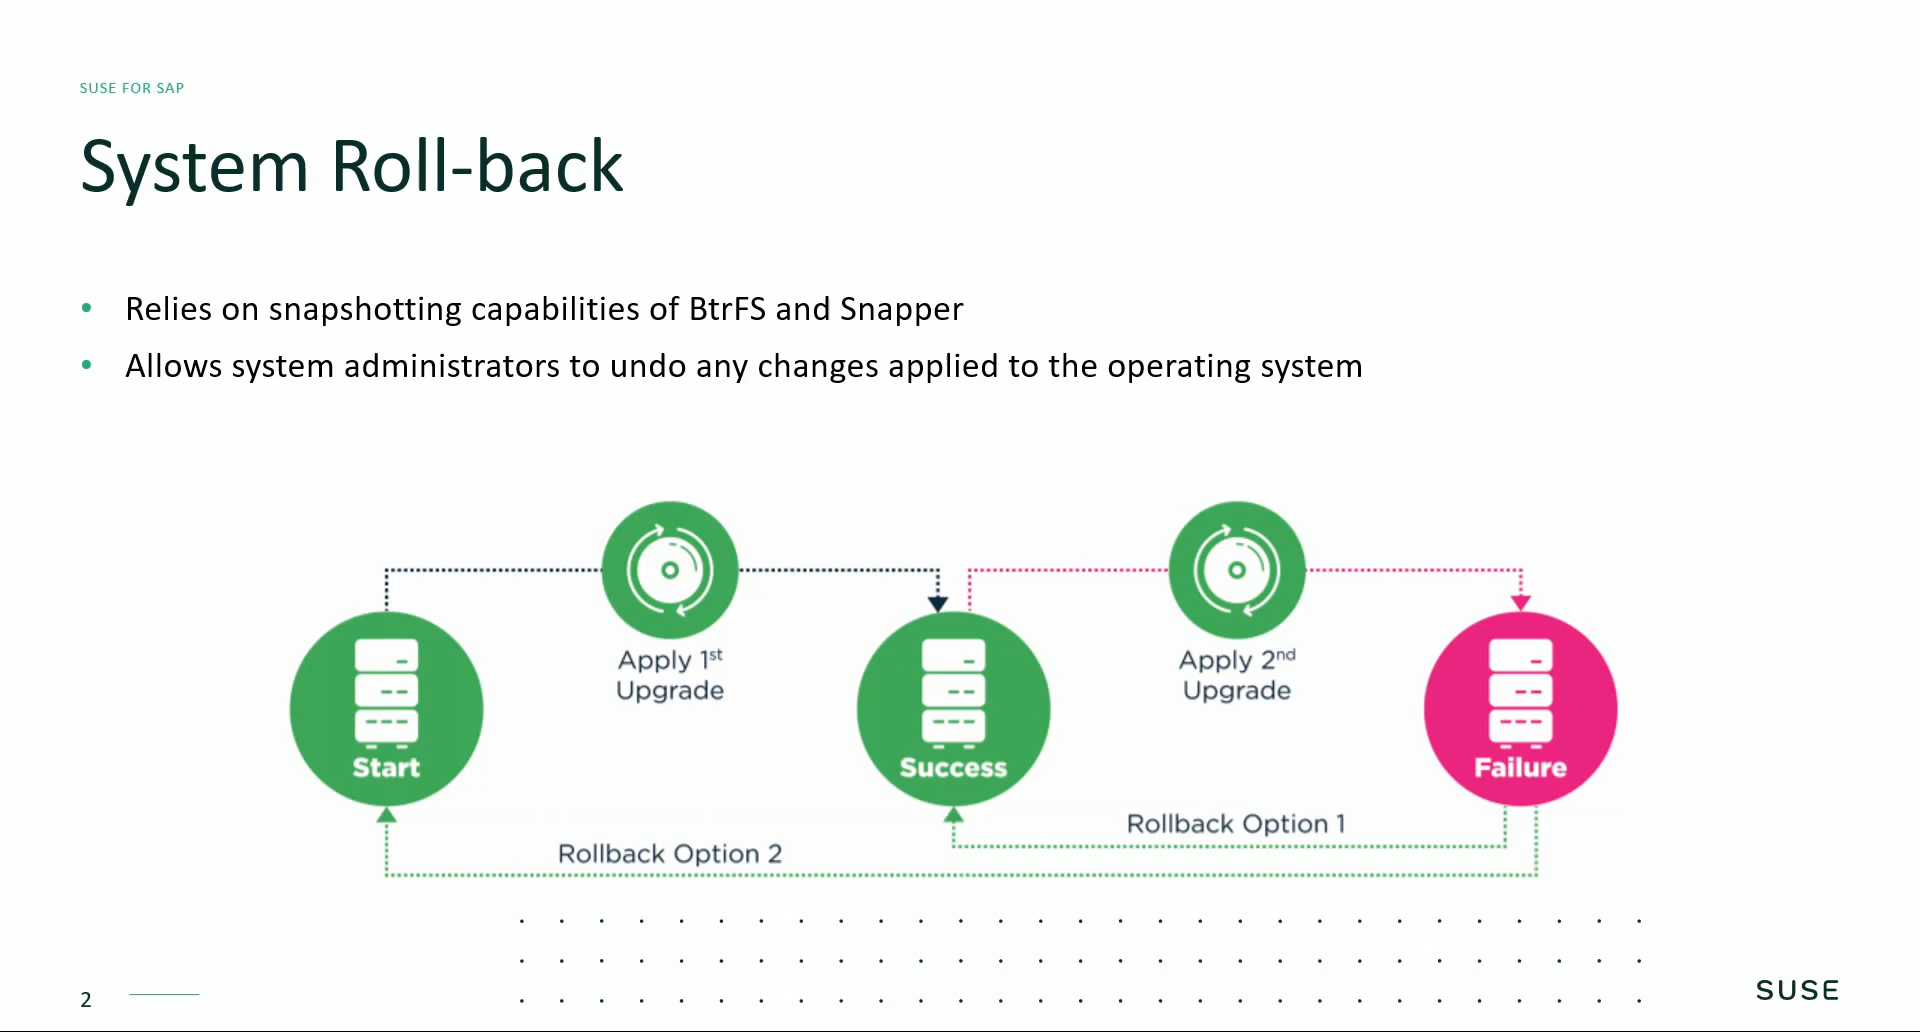 SUSE FOR SAP
System Roll-back
• Relies on snapshotting capabilities of BtrFS and Snapper
• Allows system administrators to undo any changes applied to the operating system
Apply 1st
Upgrade
Apply 2nd
Upgrade
Start
Success
Failure
Rollback Option 1
Rollback Option 2
2
SUSE